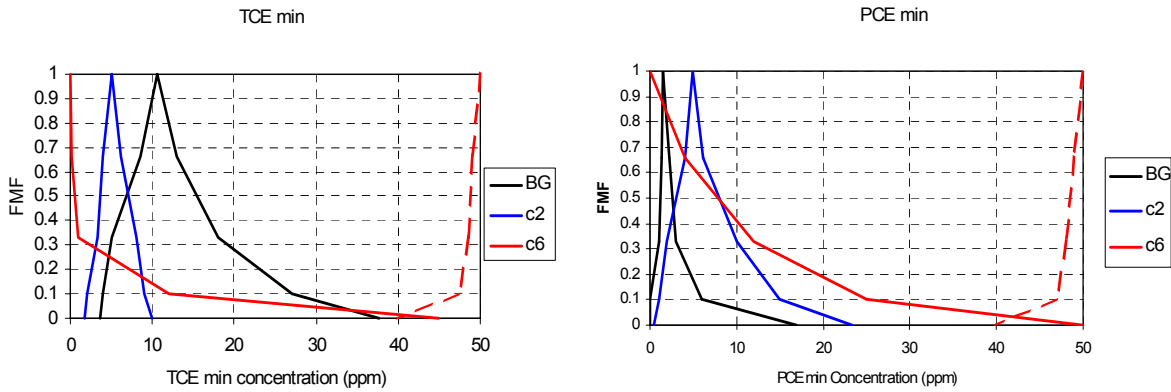 TCE min
1
0.9
0.8
0.7
0.6
0.5
0.4
0.3
0.2
0.1
0
FMF
0 10 20 30 40 50
TCE min concentration (ppm)
BG
c2
c6
PCE min
1
0.9
0.8
0.7
0.6
0.5
0.4
0.3
0.2
0.1
0
FMF
0 10 20 30 40 50
PCE min Concentration (ppm)
BG
c2
c6